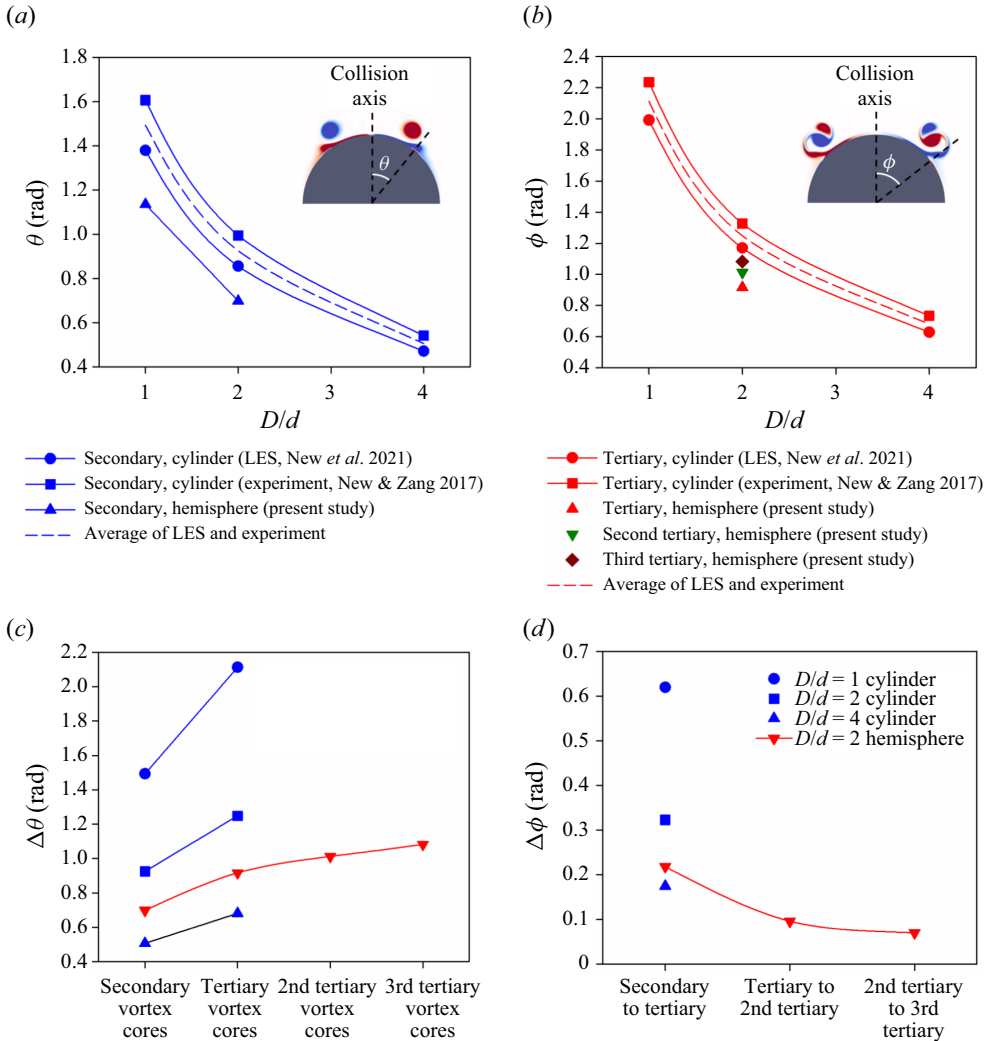 (a)
θ (rad)
1.8
1.6
1.4
1.2
1.0
0.8
0.6
0.4
1
2
3
4
D/d
Collision
axis
θ
Secondary, cylinder (LES, New et al. 2021)
Secondary, cylinder (experiment, New & Zang 2017)
Secondary, hemisphere (present study)
Average of LES and experiment
(b)
ϕ (rad)
2.4
2.2
2.0
1.8
1.6
1.4
1.2
1.0
0.8
0.6
0.4
1
2
3
4
D/d
Collision
axis
ϕ
Tertiary, cylinder (LES, New et al. 2021)
Tertiary, cylinder (experiment, New & Zang 2017)
Tertiary, hemisphere (present study)
Second tertiary, hemisphere (present study)
Third tertiary, hemisphere (present study)
Average of LES and experiment
(c)
Δθ (rad)
2.2
2.0
1.8
1.6
1.4
1.2
1.0
0.8
0.6
0.4
Secondary
vortex
cores
Tertiary
vortex
cores
2nd tertiary
vortex
cores
3rd tertiary
vortex
cores
(d)
Δϕ (rad)
0.7
0.6
0.5
0.4
0.3
0.2
0.1
0
D/d = 1 cylinder
D/d = 2 cylinder
D/d = 4 cylinder
D/d = 2 hemisphere
Secondary
to tertiary
Tertiary to
2nd tertiary
2nd tertiary
to 3rd
tertiary